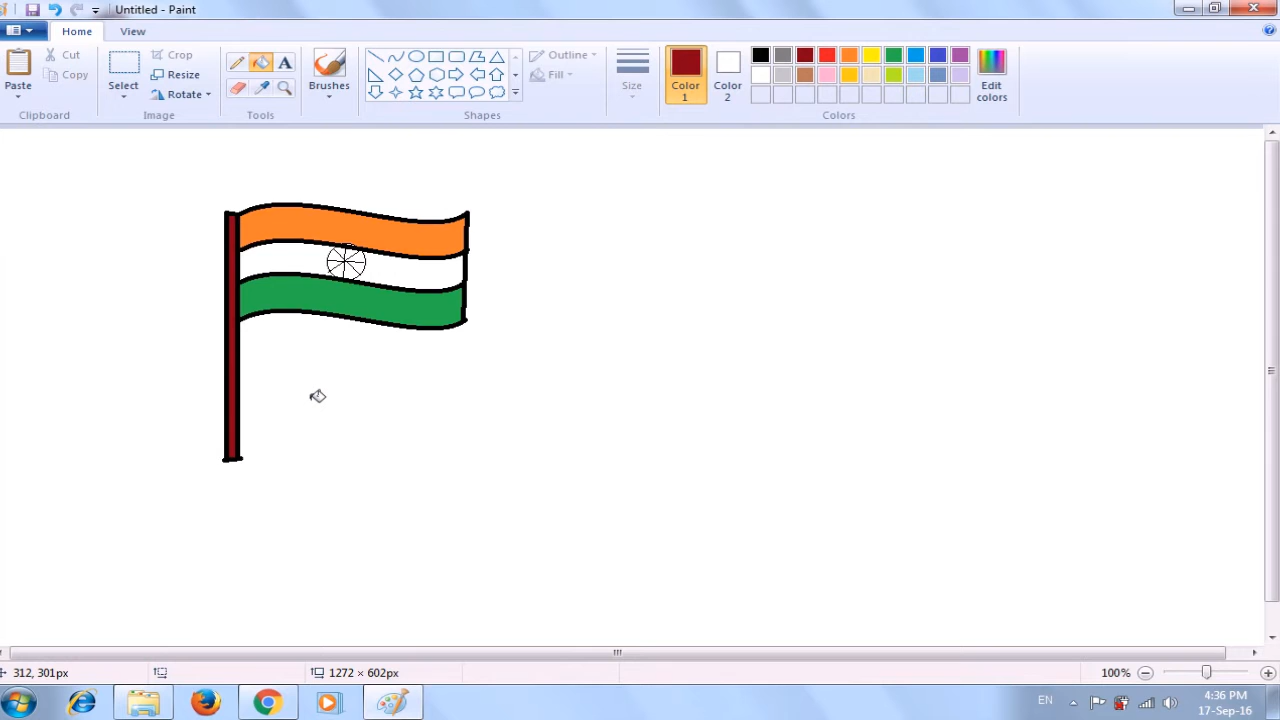 Untitled - Paint
Home View
Cut
Copy
Paste
Clipboard
Select
Crop
Resize
Rotate
Image
A
Tools
Brushes
Shapes
Outline
Fill
Size
Color 1
Color 2
Edit colors
Colors
312, 301px
1272 × 602px
100%
EN
4:36 PM
17-Sep-16